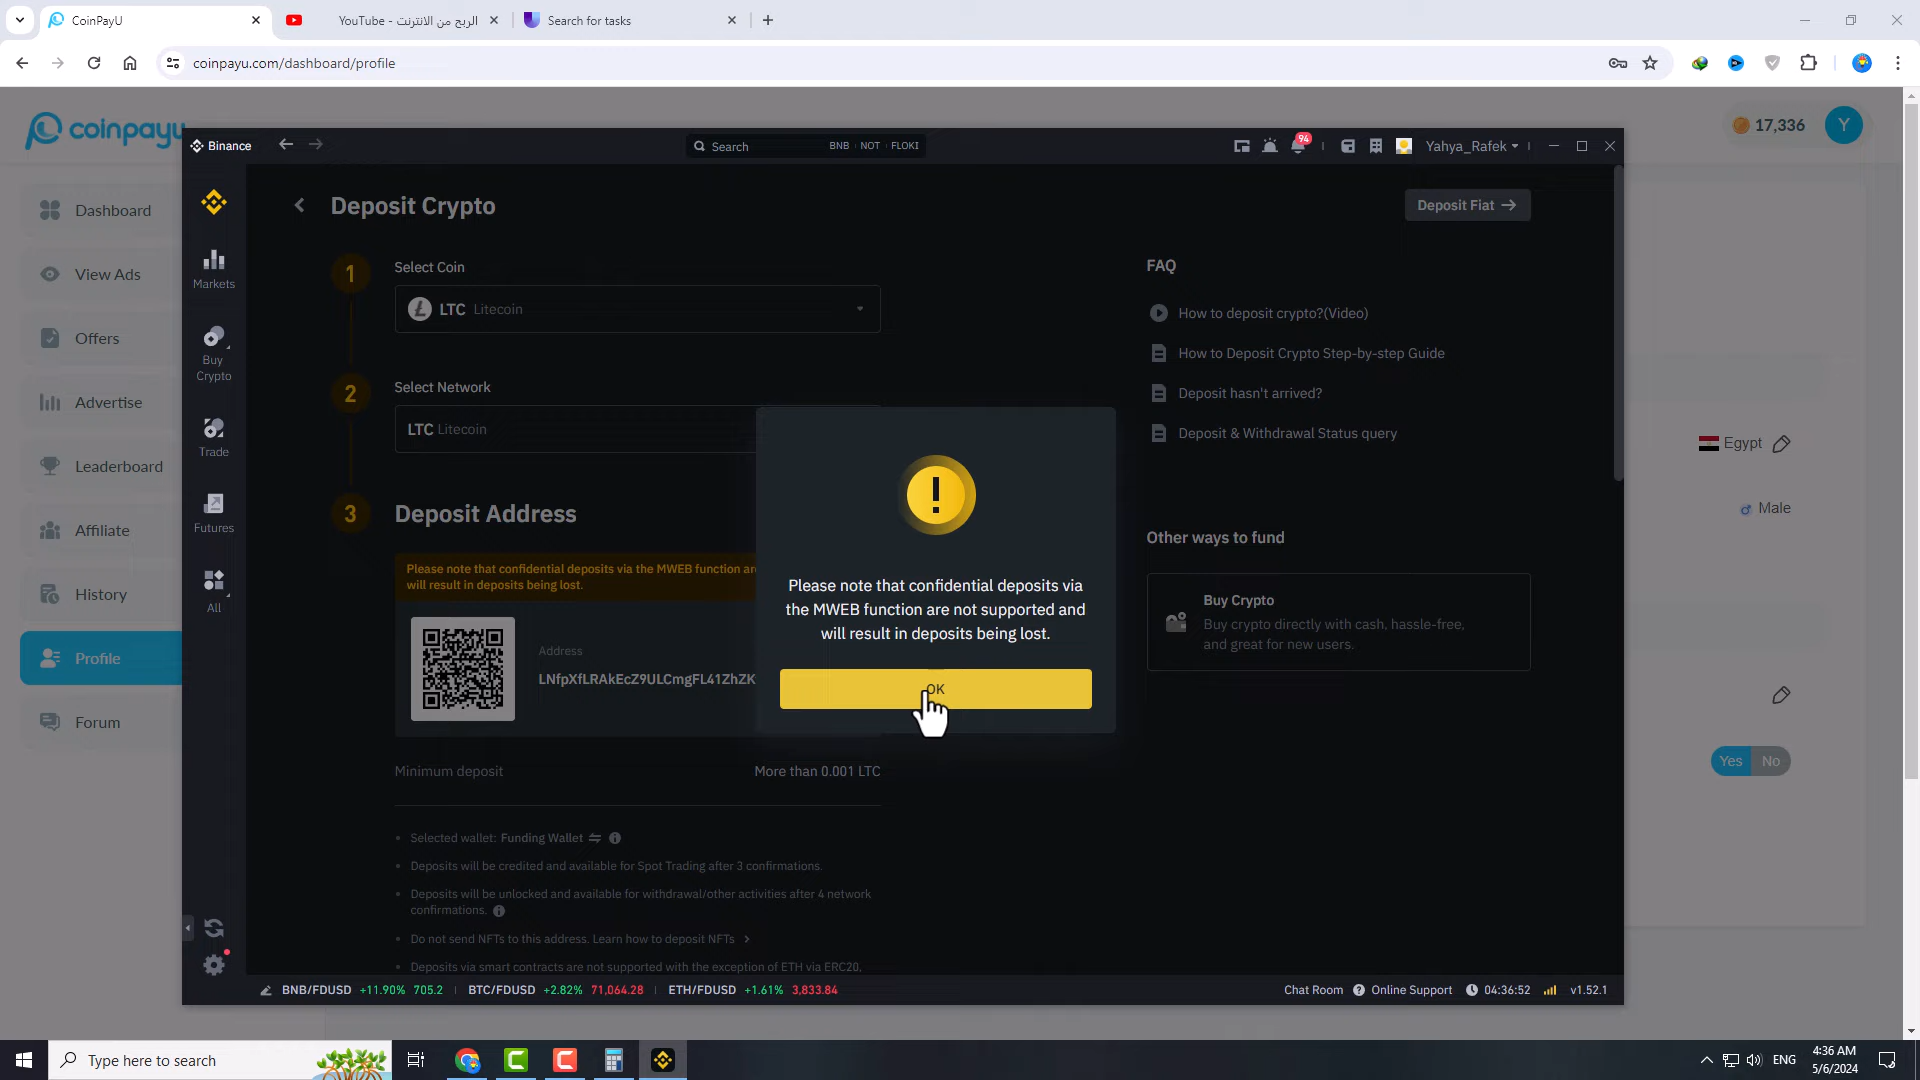 CoinPayU
YouTube - الربح من الانترنت
Search for tasks
coinpayu.com/dashboard/profile
coinpayu
17,336
Y
Binance
Search
BNB
NOT
FLOKI
94
Yahya_Rafek
Dashboard
View Ads
Offers
Advertise
Leaderboard
Affiliate
History
Profile
Forum
Markets
Buy
Crypto
Trade
Futures
All
Deposit Crypto
Deposit Fiat
1
Select Coin
LTC Litecoin
2
Select Network
LTC Litecoin
3
Deposit Address
Please note that confidential deposits via the MWEB function are
will result in deposits being lost.
Address
LNfpXfLRAkEcZ9ULCmgFL41ZhZK
Minimum deposit
More than 0.001 LTC
Selected wallet: Funding Wallet
Deposits will be credited and available for Spot Trading after 3 confirmations.
Deposits will be unlocked and available for withdrawal/other activities after 4 network
confirmations.
Do not send NFTs to this address. Learn how to deposit NFTs
Deposits via smart contracts are not supported with the exception of ETH via ERC20,
Please note that confidential deposits via
the MWEB function are not supported and
will result in deposits being lost.
OK
FAQ
How to deposit crypto?(Video)
How to Deposit Crypto Step-by-step Guide
Deposit hasn't arrived?
Deposit & Withdrawal Status query
Other ways to fund
Buy Crypto
Buy crypto directly with cash, hassle-free,
and great for new users.
Egypt
Male
Yes
No
BNB/FDUSD +11.90% 705.2
BTC/FDUSD +2.82% 71,064.28
ETH/FDUSD +1.61% 3,833.84
Chat Room
Online Support
04:36:52
v1.52.1
Type here to search
ENG
4:36 AM
5/6/2024